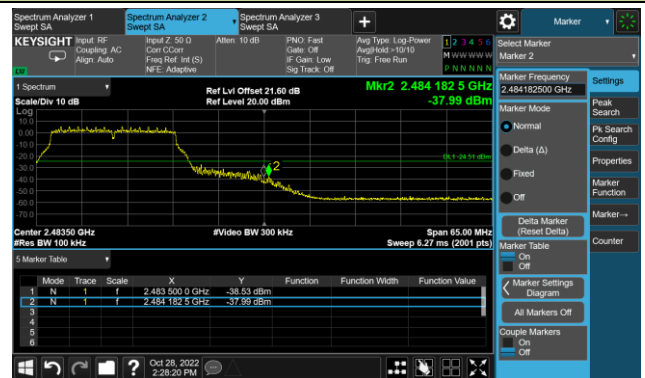 Spectrum Analyzer 1
Swept SA
Spectrum Analyzer 2
Swept SA
Spectrum Analyzer 3
Swept SA
Marker
KEYSIGHT
Input: RF
Coupling: AC
Align: Auto
Input Z: 50 Ω
Corr CCorr
Freq Ref: Int (S)
NFE: Adaptive
Atten: 10 dB
PNO: Fast
Gate: Off
IF Gain: Low
Sig Track: Off
Avg Type: Log-Power
Avg|Hold:>10/10
Trig: Free Run
1 2 3 4 5 6
M W W W W W
P N N N N N
Select Marker
Marker 2
1 Spectrum
Scale/Div 10 dB
Ref Lvl Offset 21.60 dB
Ref Level 20.00 dBm
Mkr2 2.484 182 5 GHz
-37.99 dBm
Log
10.0
0.00
-10.0
-20.0
-30.0
-40.0
-50.0
-60.0
-70.0
2
DL1 -24.51 dBm
Center 2.48350 GHz
#Res BW 100 kHz
#Video BW 300 kHz
Span 65.00 MHz
Sweep 6.27 ms (2001 pts)
5 Marker Table
Mode Trace Scale X Y Function Function Width Function Value
1 N 1 f 2.483 500 0 GHz -38.53 dBm
2 N 1 f 2.484 182 5 GHz -37.99 dBm
3
4
5
6
Marker Frequency
2.484182500 GHz
Marker Mode
Normal
Delta (Δ)
Fixed
Off
Delta Marker
(Reset Delta)
Marker Table
On
Off
Marker Settings
Diagram
All Markers Off
Couple Markers
On
Off
Settings
Peak
Search
Pk Search
Config
Properties
Marker
Function
Marker→
Counter
?
Oct 28, 2022
2:28:20 PM